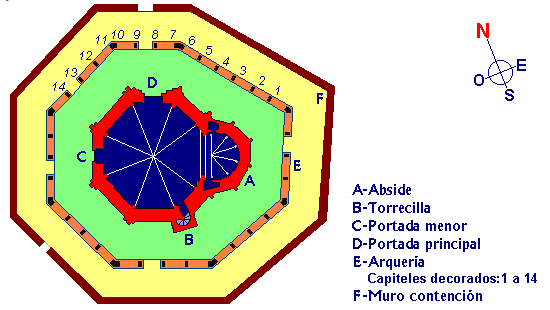 N
E
O
S
14 13 12 11 10 9 8 7 6 5 4 3 2 1
D
F
C
E
A
B
A-Abside
B-Torrecilla
C-Portada menor
D-Portada principal
E-Arquería
Capiteles decorados:1 a 14
F-Muro contención